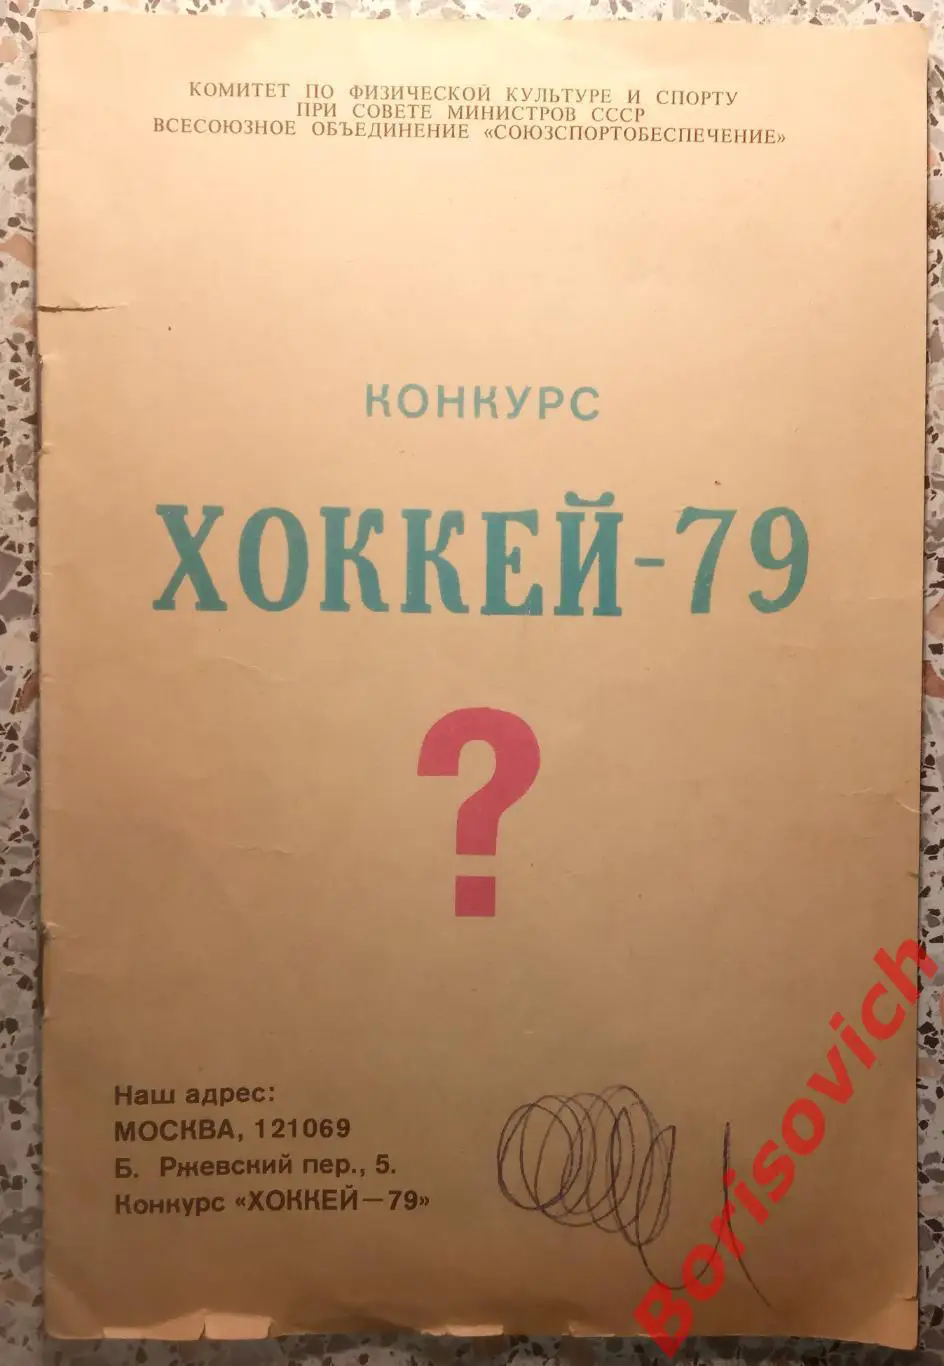 КОМИТЕТ ПО ФИЗИЧЕСКОЙ КУЛЬТУРЕ И СПОРТУ
ПРИ СОВЕТЕ МИНИСТРОВ СССР
ВСЕСОЮЗНОЕ ОБЪЕДИНЕНИЕ «СОЮЗСПОРТОБЕСПЕЧЕНИЕ»
КОНКУРС
ХОККЕЙ-79
?
Наш адрес:
МОСКВА, 121069
Б. Ржевский пер., 5.
Конкурс «ХОККЕЙ—79»
Borisovich